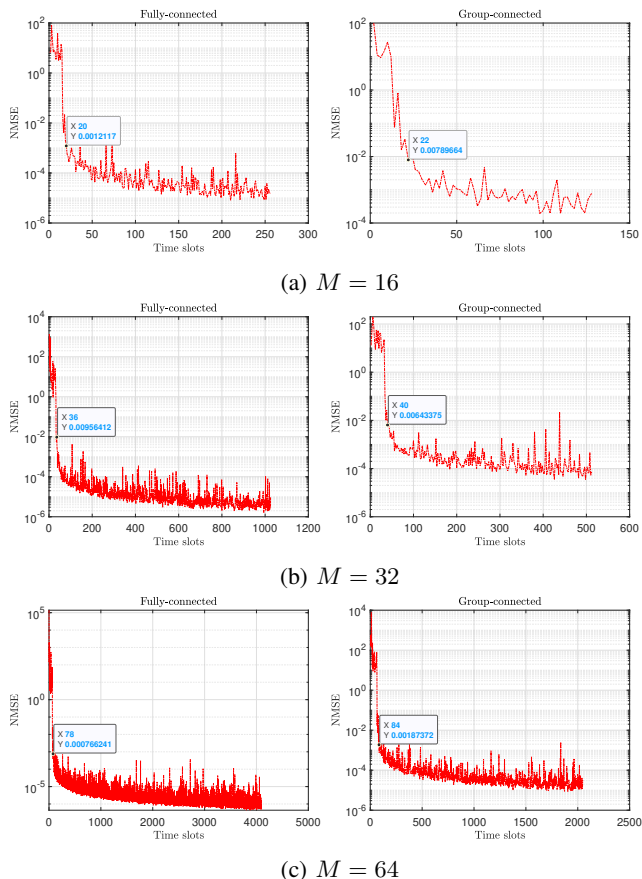 Fully-connected
10^2
10^0
10^-2
10^-4
10^-6
NMSE
X 20
Y 0.0012117
0 50 100 150 200 250 300
Time slots
Group-connected
10^2
10^0
10^-2
10^-4
NMSE
X 22
Y 0.00789664
0 50 100 150
Time slots
(a) M = 16
Fully-connected
10^4
10^2
10^0
10^-2
10^-4
10^-6
NMSE
X 36
Y 0.00956412
0 200 400 600 800 1000 1200
Time slots
Group-connected
10^2
10^0
10^-2
10^-4
10^-6
NMSE
X 40
Y 0.00643375
0 100 200 300 400 500 600
Time slots
(b) M = 32
Fully-connected
10^5
10^0
10^-5
NMSE
X 78
Y 0.000766241
0 1000 2000 3000 4000 5000
Time slots
Group-connected
10^4
10^2
10^0
10^-2
10^-4
10^-6
NMSE
X 84
Y 0.00187372
0 500 1000 1500 2000 2500
Time slots
(c) M = 64